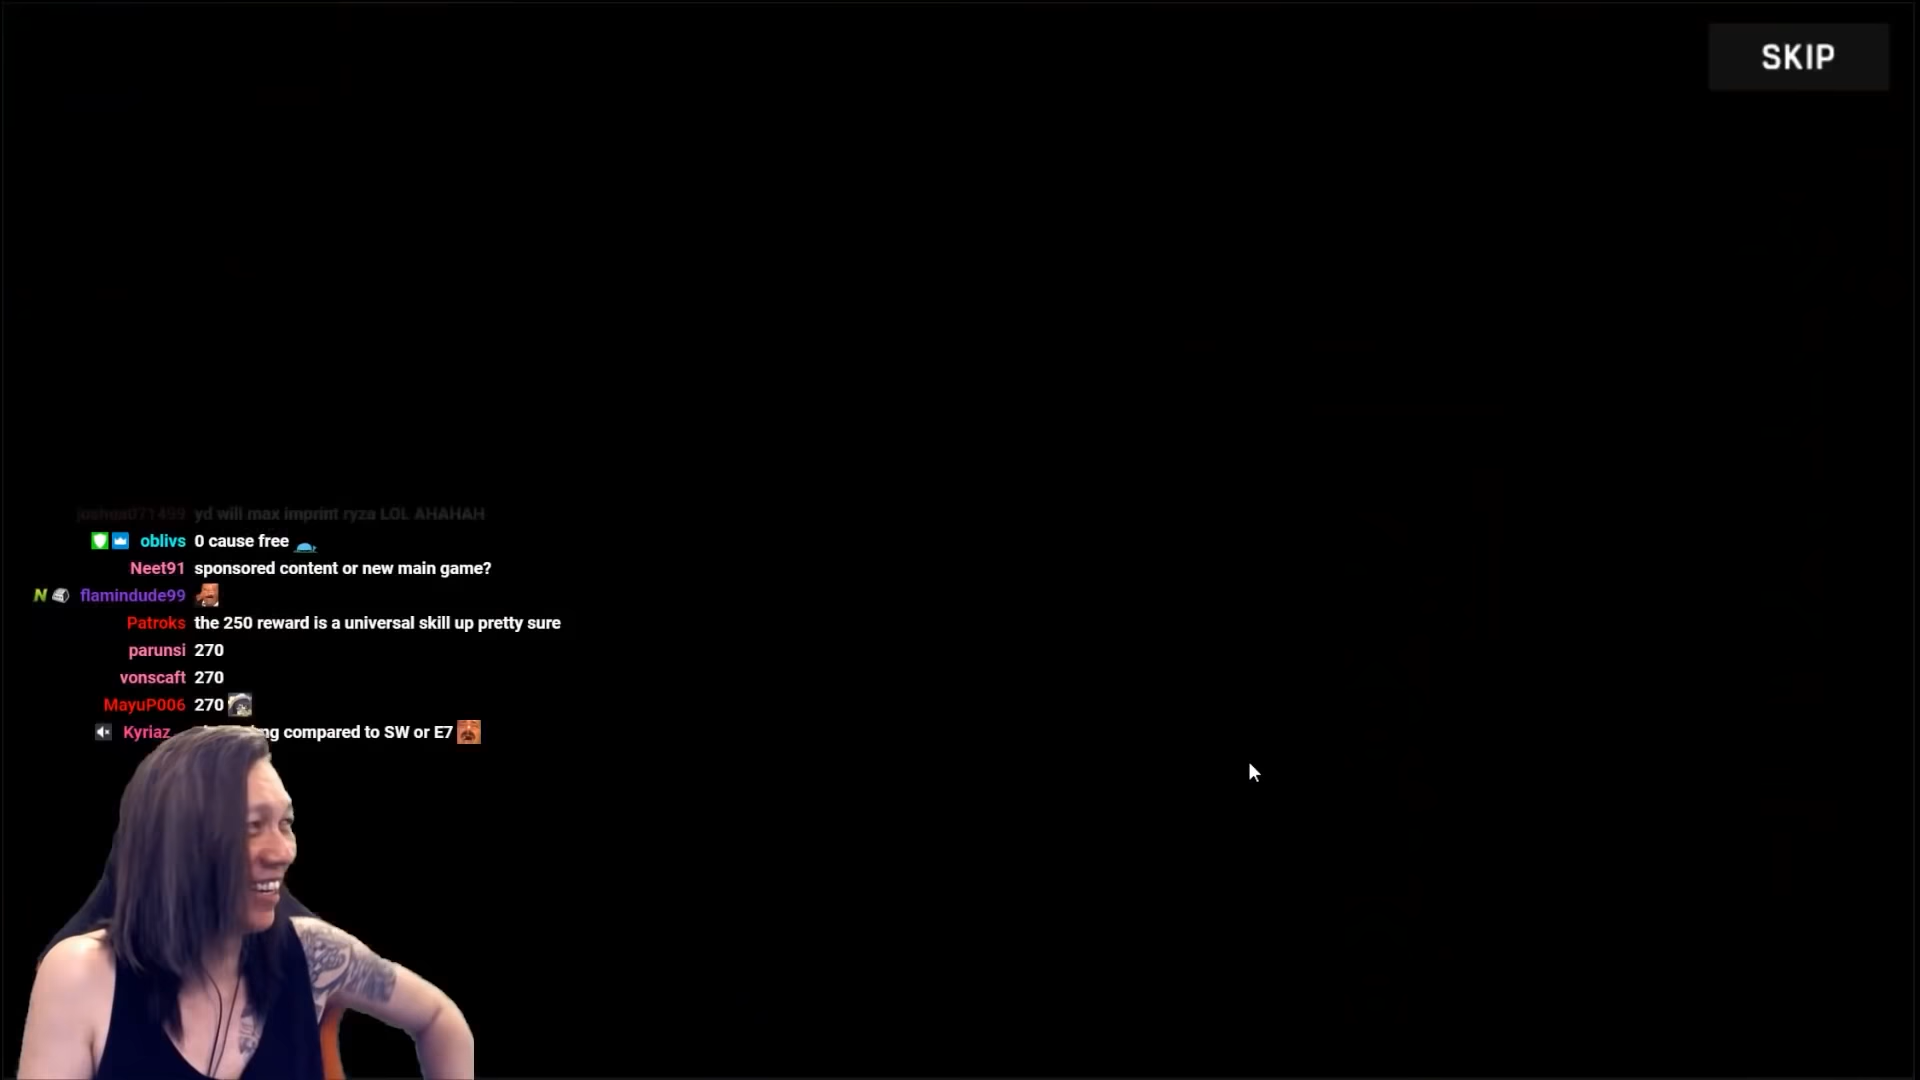 SKIP
yd will max imprint ryza LOL AHAHAH
oblivs 0 cause free
Neet91 sponsored content or new main game?
flamindude99
Patroks the 250 reward is a universal skill up pretty sure
parunsi 270
vonscaft 270
MayuP006 270
Kyriaz compared to SW or E7